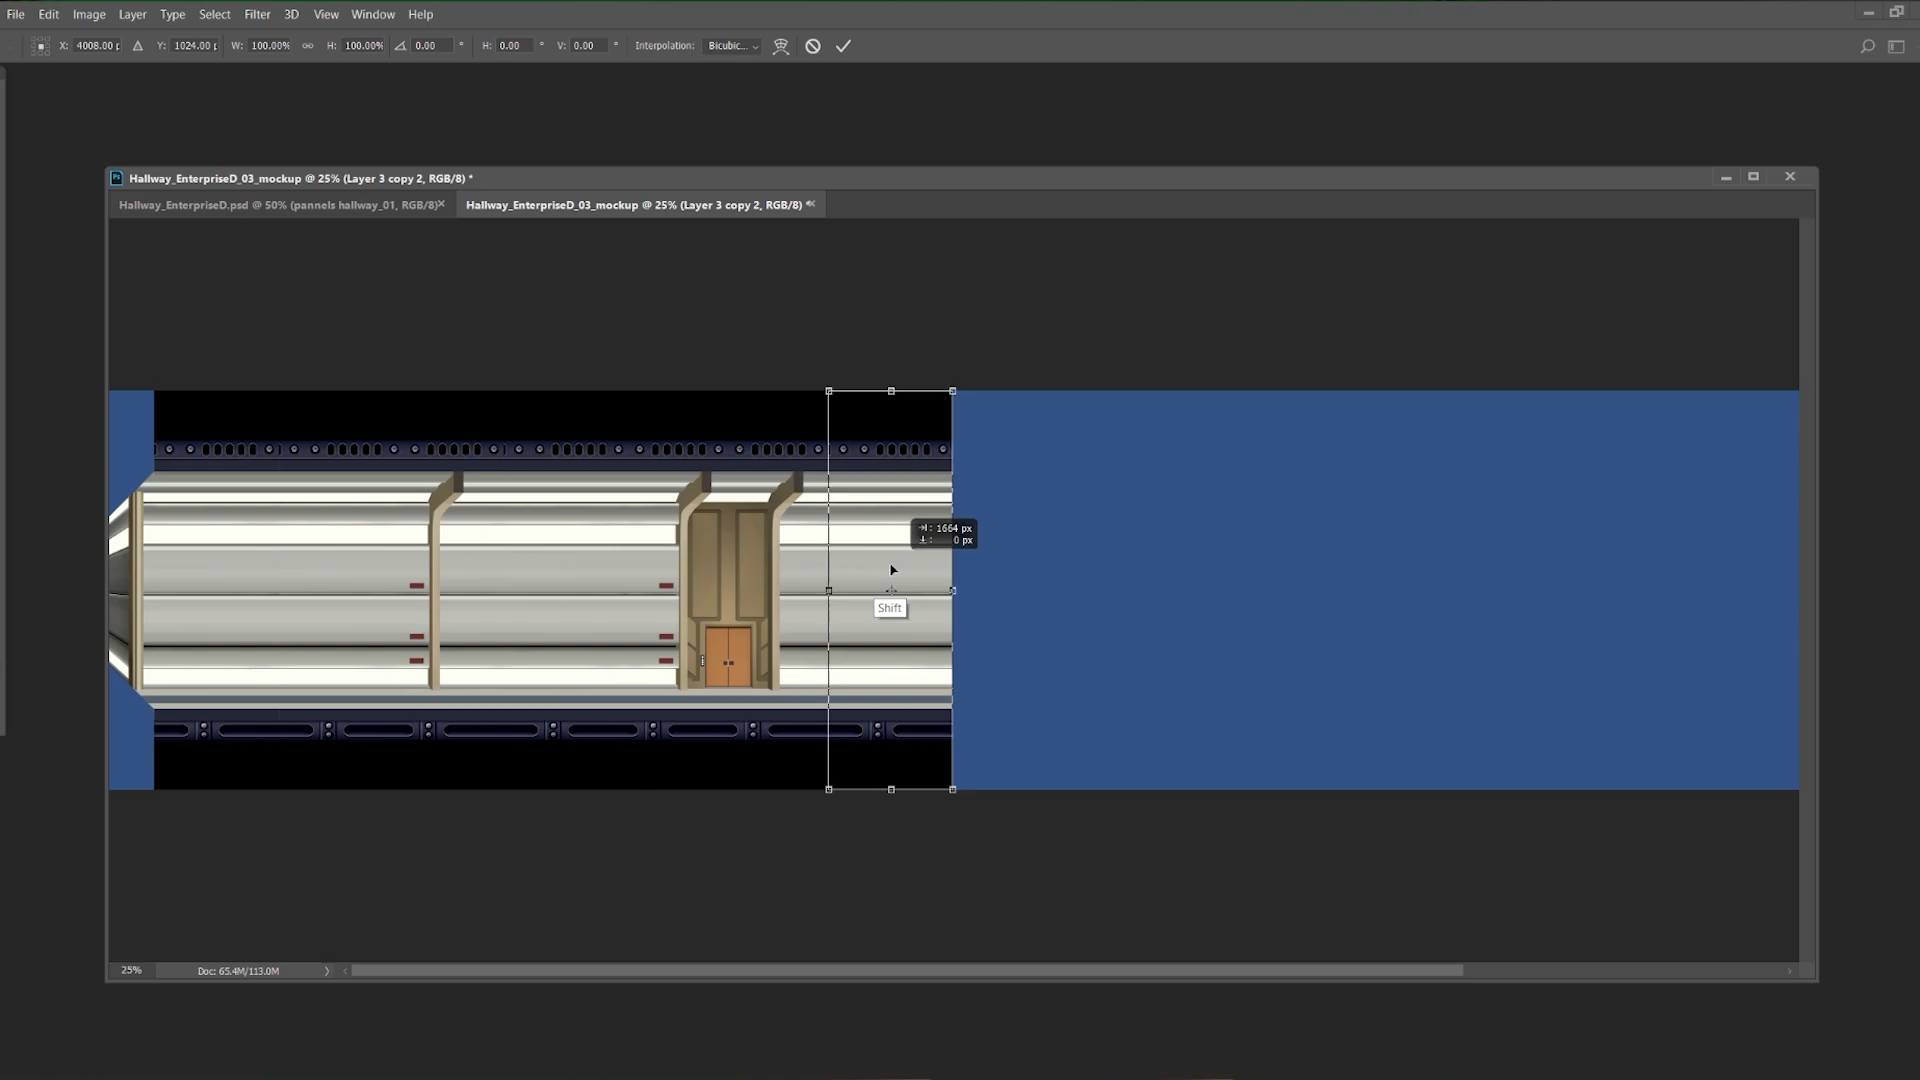 File Edit Image Layer Type Select Filter 3D View Window Help
X: 4008.00 p Y: 1024.00 p W: 100.00% H: 100.00% 0.00 ° H: 0.00 ° V: 0.00 ° Interpolation: Bicubic...
Ps Hallway_EnterpriseD_03_mockup @ 25% (Layer 3 copy 2, RGB/8) *
Hallway_EnterpriseD.psd @ 50% (pannels hallway_01, RGB/8) Hallway_EnterpriseD_03_mockup @ 25% (Layer 3 copy 2, RGB/8) *
: 1664 px
: 0 px
Shift
25% Doc: 65.4M/113.0M